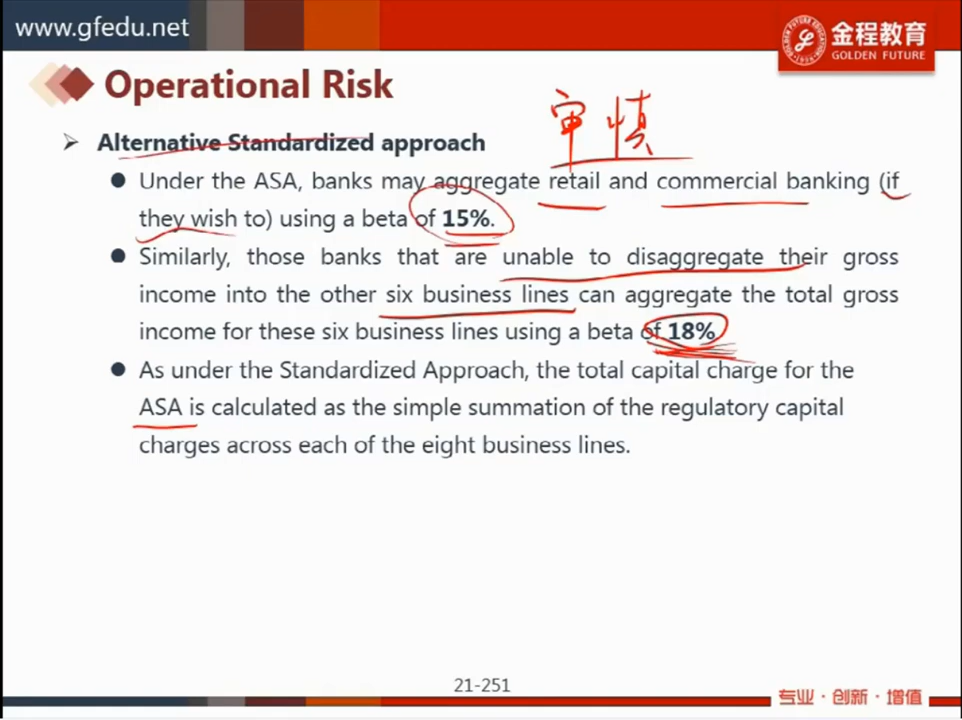 www.gfedu.net
金程教育
GOLDEN FUTURE
Operational Risk
审慎
Alternative Standardized approach
Under the ASA, banks may aggregate retail and commercial banking (if
they wish to) using a beta of 15%.
Similarly, those banks that are unable to disaggregate their gross
income into the other six business lines can aggregate the total gross
income for these six business lines using a beta of 18%
As under the Standardized Approach, the total capital charge for the
ASA is calculated as the simple summation of the regulatory capital
charges across each of the eight business lines.
21-251
专业·创新·增值